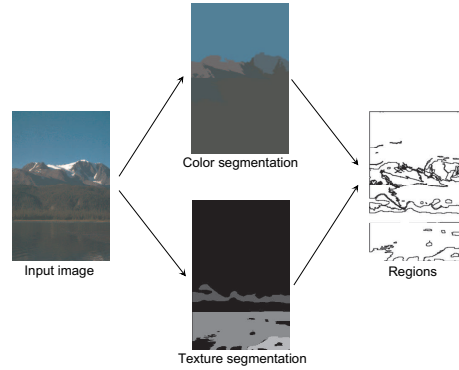 Color segmentation
Input image
Regions
Texture segmentation